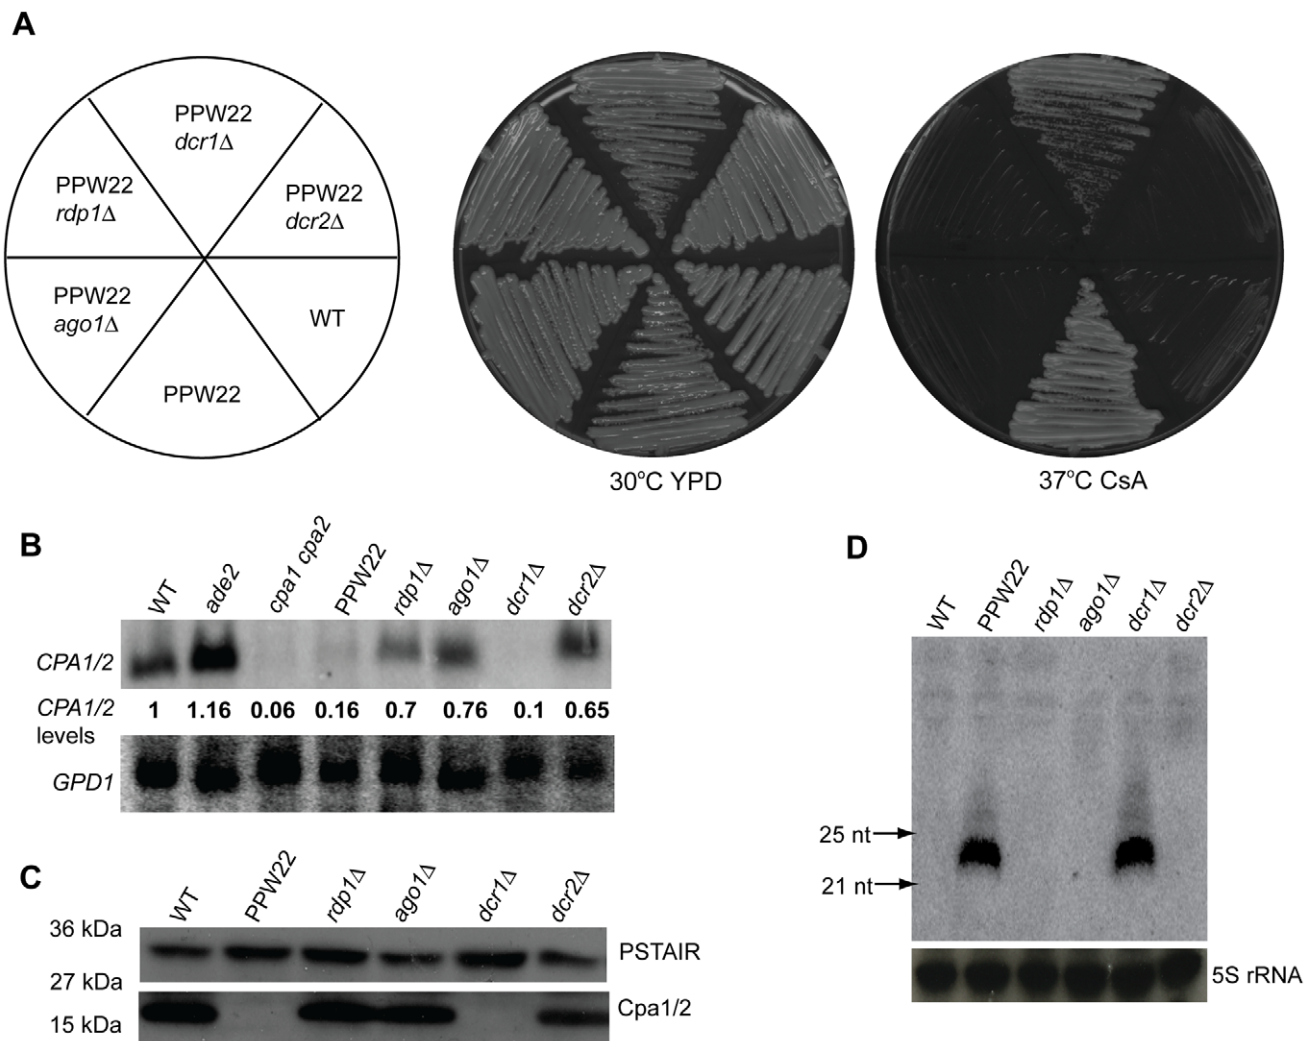 A
PPW22
dcr1Δ
PPW22
rdp1Δ
PPW22
dcr2Δ
PPW22
ago1Δ
WT
PPW22
30°C YPD
37°C CsA
B
WT
ade2
cpa1 cpa2
PPW22
rdp1Δ
ago1Δ
dcr1Δ
dcr2Δ
CPA1/2
CPA1/2 levels
1 1.16 0.06 0.16 0.7 0.76 0.1 0.65
GPD1
C
WT
PPW22
rdp1Δ
ago1Δ
dcr1Δ
dcr2Δ
36 kDa
PSTAIR
27 kDa
Cpa1/2
15 kDa
D
WT
PPW22
rdp1Δ
ago1Δ
dcr1Δ
dcr2Δ
25 nt
21 nt
5S rRNA